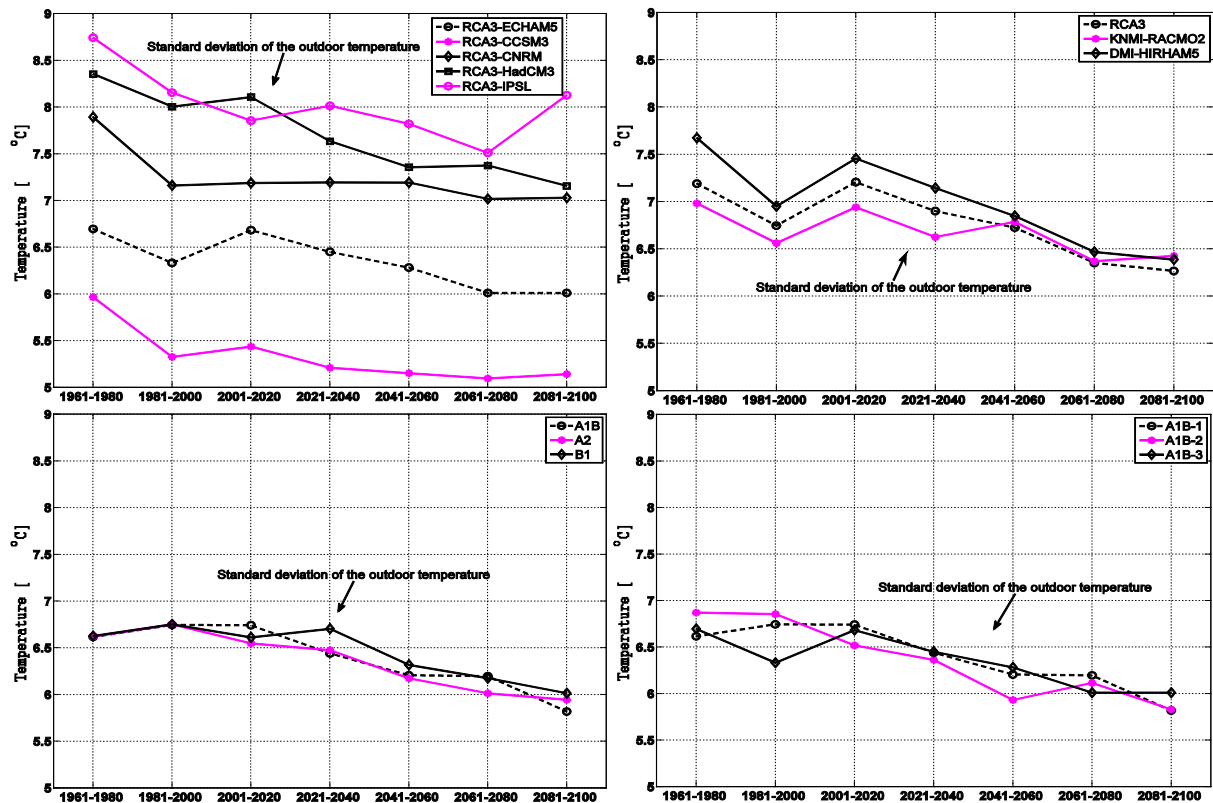 9
8.5
8
7.5
7
6.5
6
5.5
5
Temperature [ °C]
Standard deviation of the outdoor temperature
RCA3-ECHAM5
RCA3-CCSM3
RCA3-CNRM
RCA3-HadCM3
RCA3-IPSL
1961-1980 1981-2000 2001-2020 2021-2040 2041-2060 2061-2080 2081-2100
9
8.5
8
7.5
7
6.5
6
5.5
5
Temperature [ °C]
RCA3
KNMI-RACMO2
DMI-HIRHAM5
Standard deviation of the outdoor temperature
1961-1980 1981-2000 2001-2020 2021-2040 2041-2060 2061-2080 2081-2100
9
8.5
8
7.5
7
6.5
6
5.5
5
Temperature [ °C]
A1B
A2
B1
Standard deviation of the outdoor temperature
1961-1980 1981-2000 2001-2020 2021-2040 2041-2060 2061-2080 2081-2100
9
8.5
8
7.5
7
6.5
6
5.5
5
Temperature [ °C]
A1B-1
A1B-2
A1B-3
Standard deviation of the outdoor temperature
1961-1980 1981-2000 2001-2020 2021-2040 2041-2060 2061-2080 2081-2100